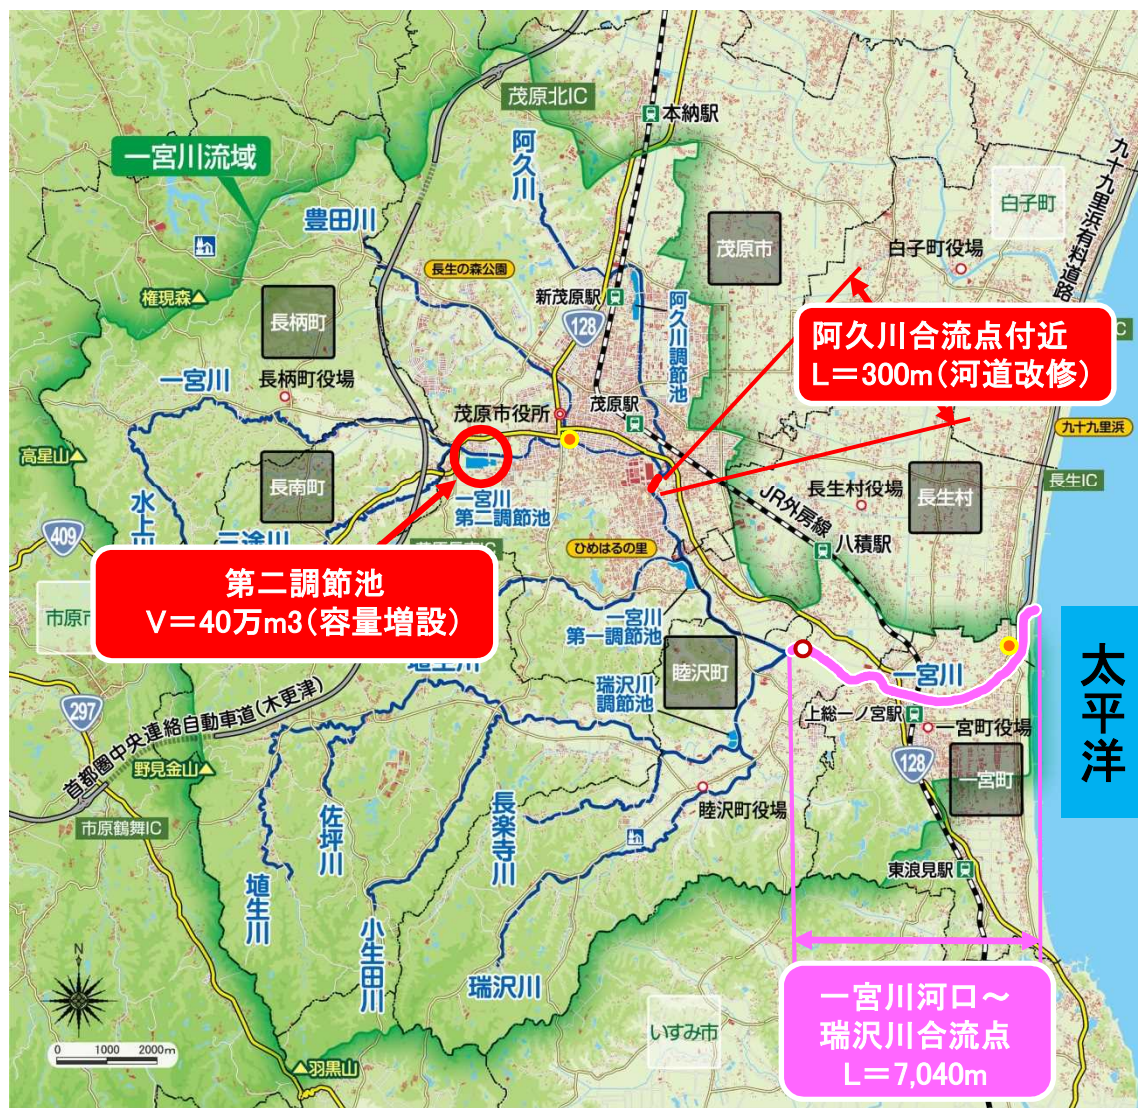 茂原北IC
本納駅
阿久川
九十九里浜有料道路
一宮川流域
白子町
豊田川
茂原市
白子町役場
長生の森公園
権現森
新茂原駅
阿久川調節池
長柄町
128
C
阿久川合流点付近
L=300m(河道改修)
一宮川
長柄町役場
茂原市役所
茂原駅
九十九里浜
高星山
長南町
一宮川
第二調節池
JR外房線
長生村役場
長生村
長生IC
水上
409
三途川
ひめはるの里
八積駅
第二調節池
V=40万m3(容量増設)
市原市
一宮川
第一調節池
睦沢町
瑞沢川
調節池
一宮川
太平洋
297
首都圏中央連絡自動車道(木更津)
上総一ノ宮駅
一宮町役場
野見金山
128
一宮町
市原鶴舞IC
佐坪川
長楽寺川
睦沢町役場
東浪見駅
埴生川
小生田川
瑞沢川
N
0 1000 2000m
いすみ市
羽黒山
一宮川河口~
瑞沢川合流点
L=7,040m